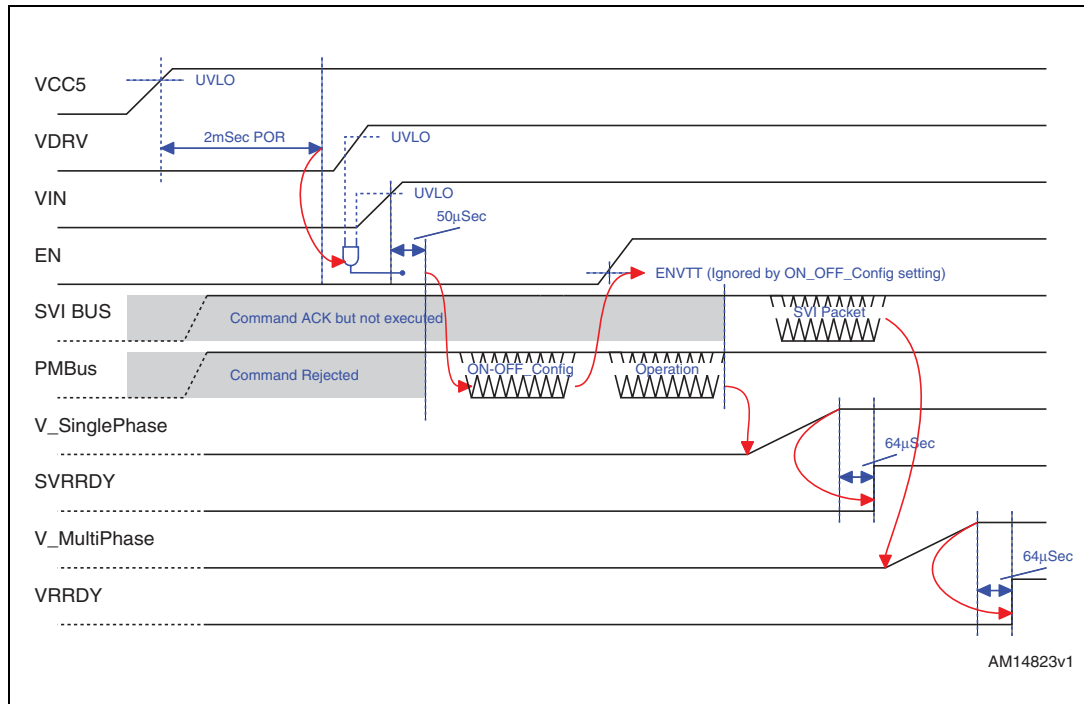 VCC5
UVLO
VDRV
2mSec POR
UVLO
VIN
UVLO
50μSec
EN
ENVTT (Ignored by ON_OFF_Config setting)
SVI BUS
Command ACK but not executed
SVI Packet
PMBus
Command Rejected
ON-OFF_Config
Operation
V_SinglePhase
64μSec
SVRRDY
V_MultiPhase
64μSec
VRRDY
AM14823v1